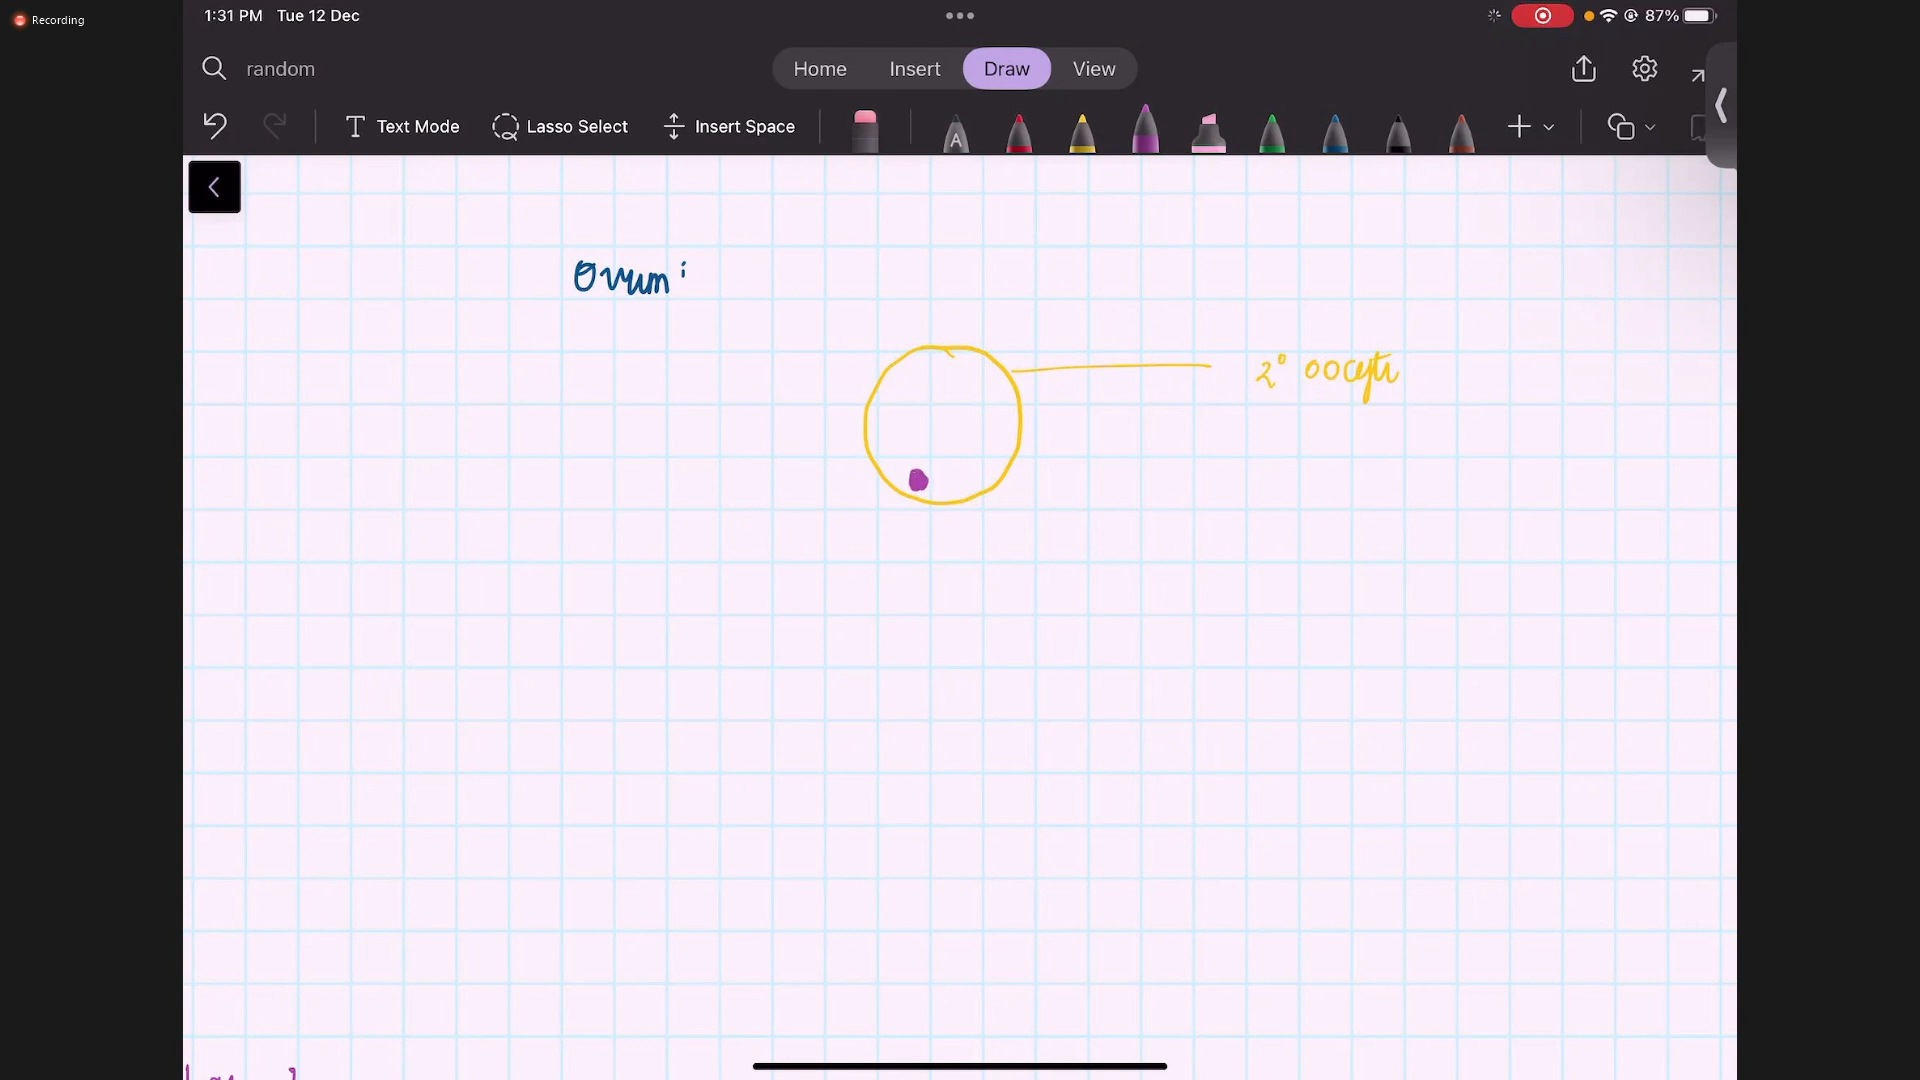 Recording
1:31 PM Tue 12 Dec
87%
random
Home Insert Draw View
Text Mode Lasso Select Insert Space
A
Ovum :
2° oocyte